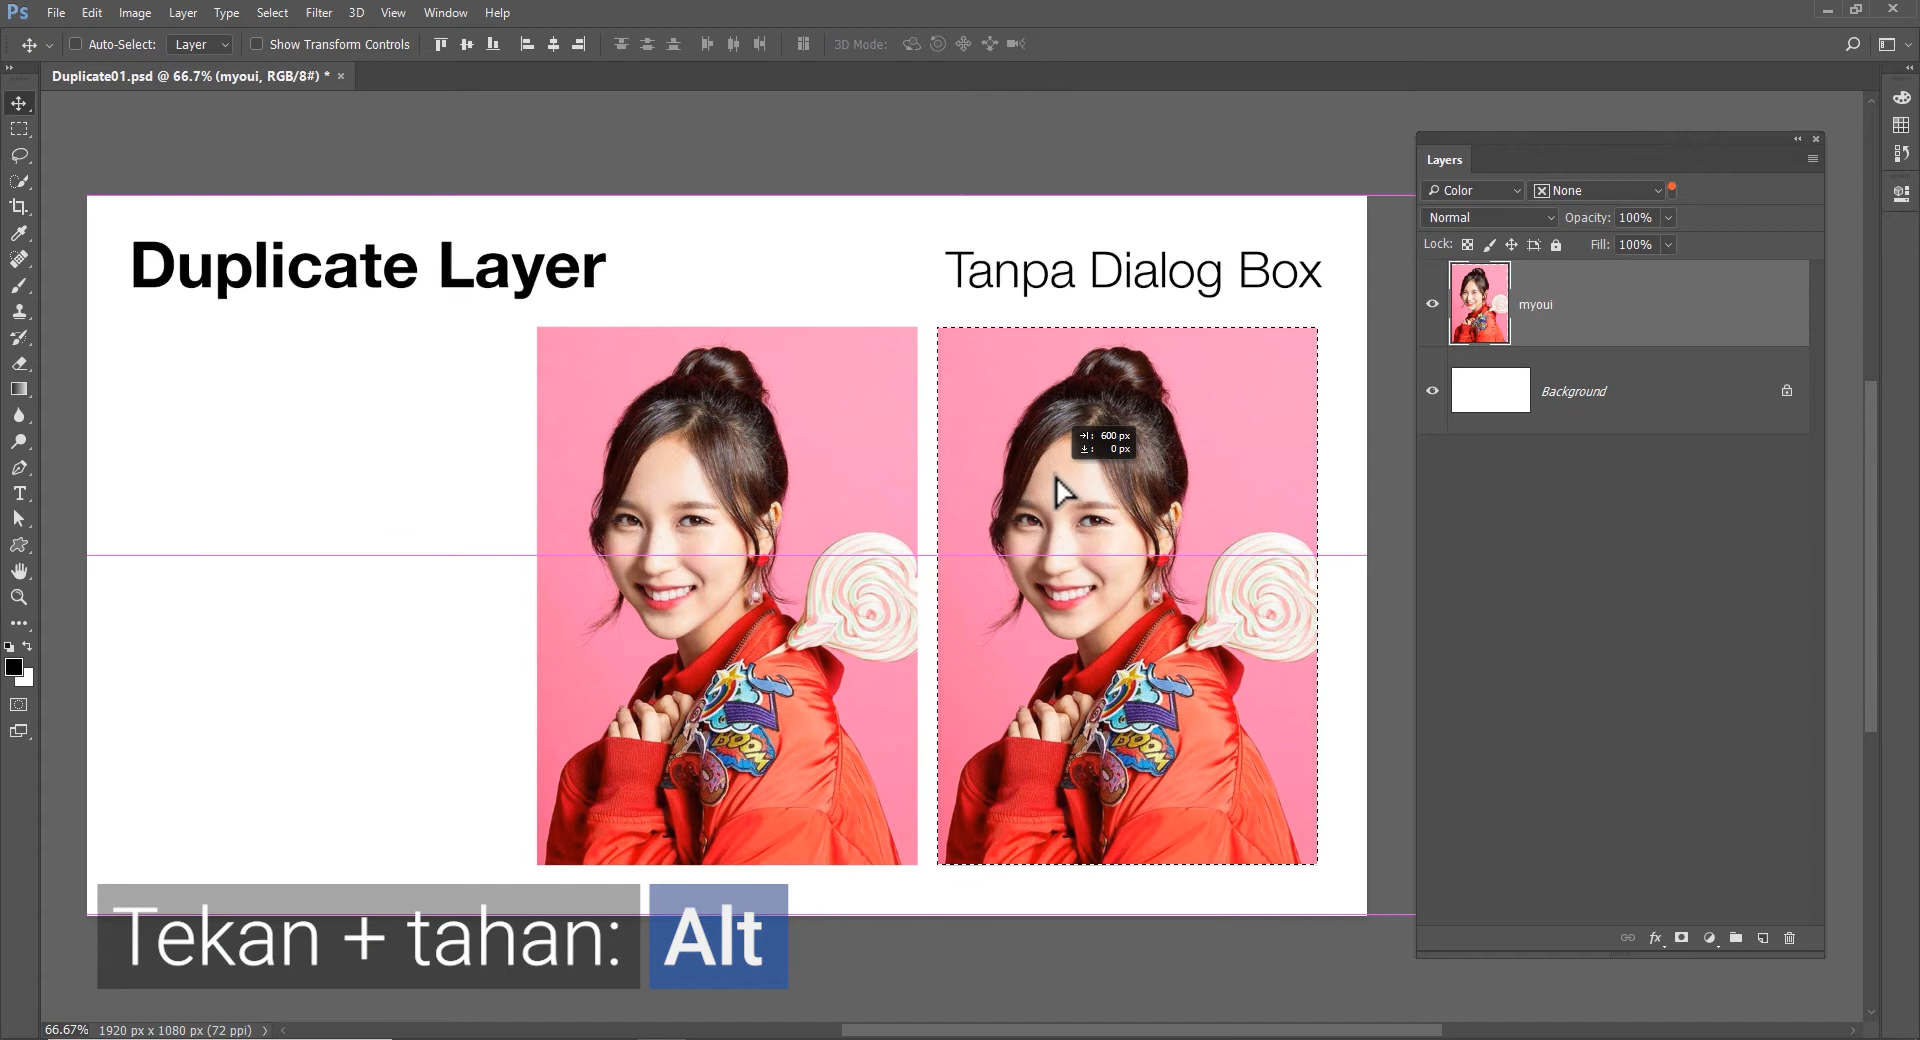 Ps File Edit Image Layer Type Select Filter 3D View Window Help
Auto-Select: Layer Show Transform Controls 3D Mode:
Duplicate01.psd @ 66.7% (myoui, RGB/8#) * ×
Layers
Color None
Normal Opacity: 100%
Lock: Fill: 100%
myoui
Background
Duplicate Layer
Tanpa Dialog Box
600 px
0 px
BOOM
BOOM
Tekan + tahan: Alt
fx
66.67% 1920 px x 1080 px (72 ppi)